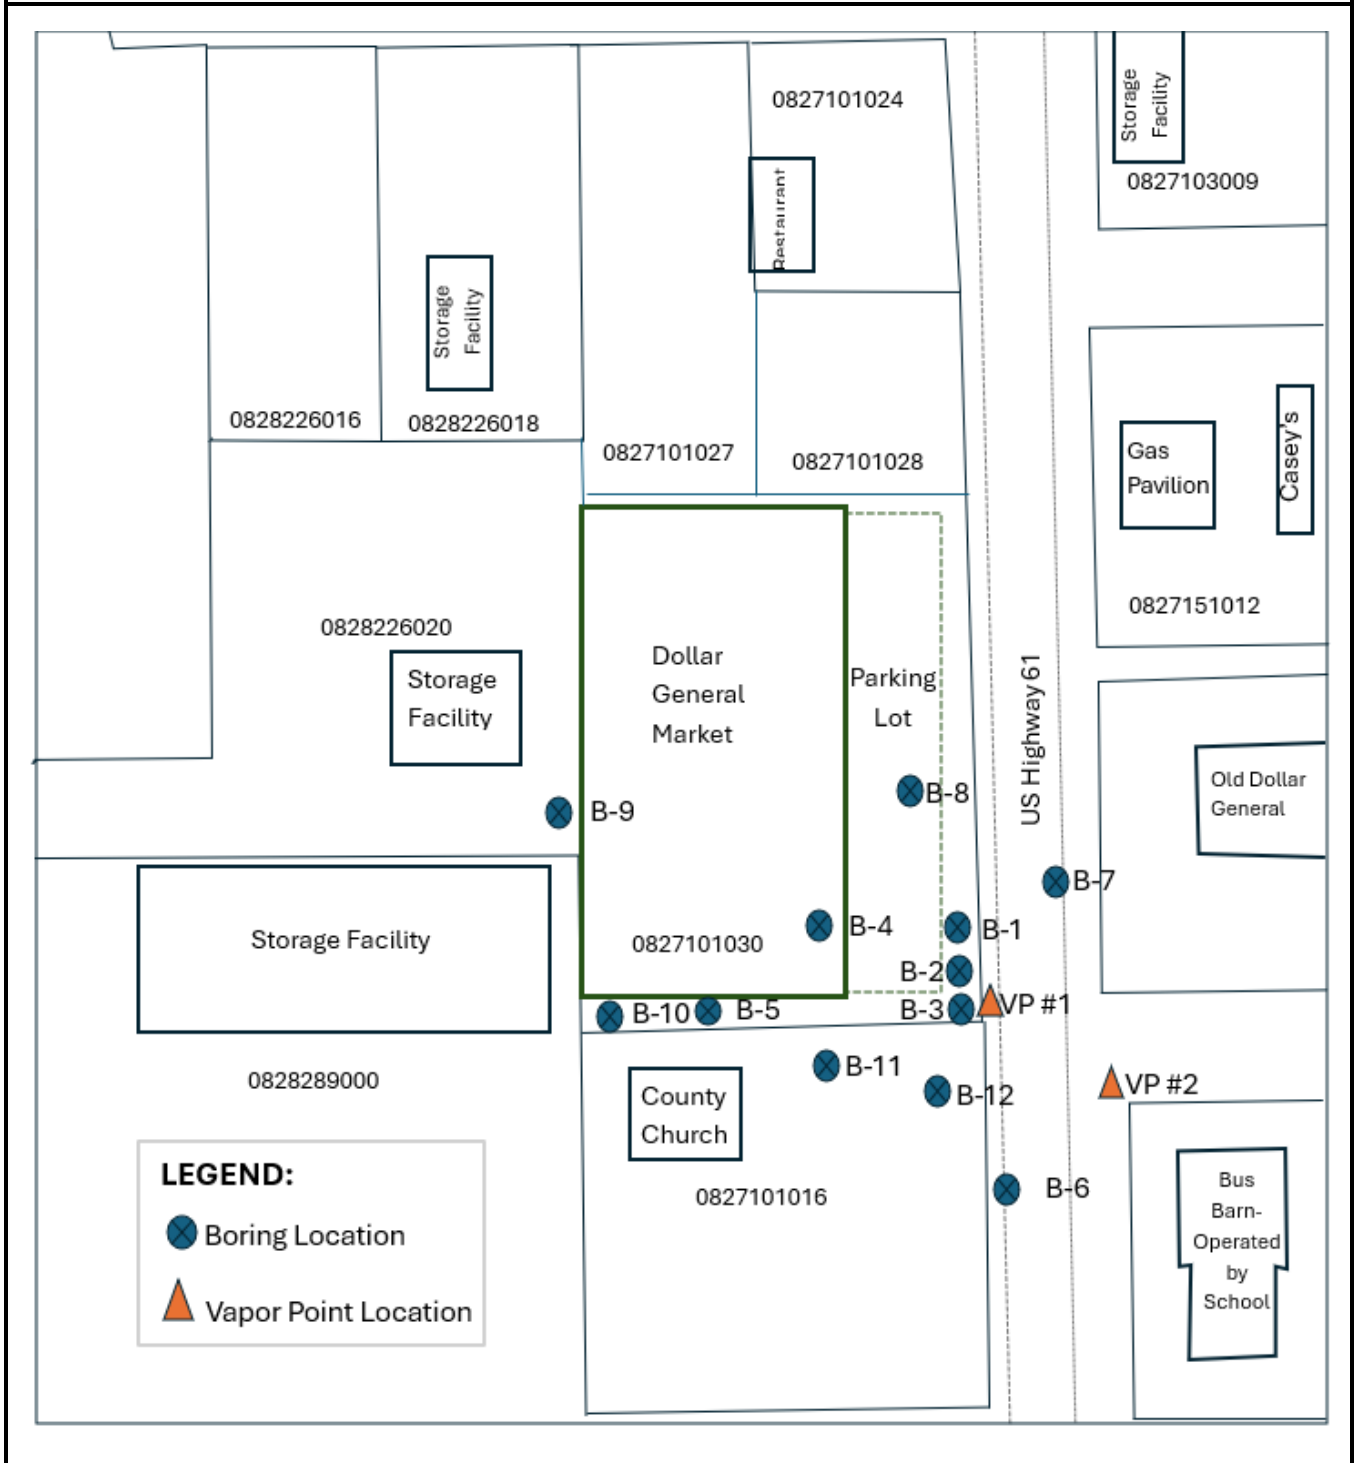 0827101024
Storage
Facility
0827103009
Restaurant
Storage
Facility
0828226016
0828226018
0827101027
0827101028
Gas
Pavilion
Casey's
0827151012
0828226020
Storage
Facility
Dollar
General
Market
Parking
Lot
US Highway 61
Old Dollar
General
B-8
B-9
B-7
B-4
B-1
0827101030
Storage Facility
B-2
B-3
VP #1
B-10
B-5
B-11
B-12
VP #2
0828289000
County
Church
0827101016
B-6
Bus
Barn-
Operated
by
School
LEGEND:
Boring Location
Vapor Point Location